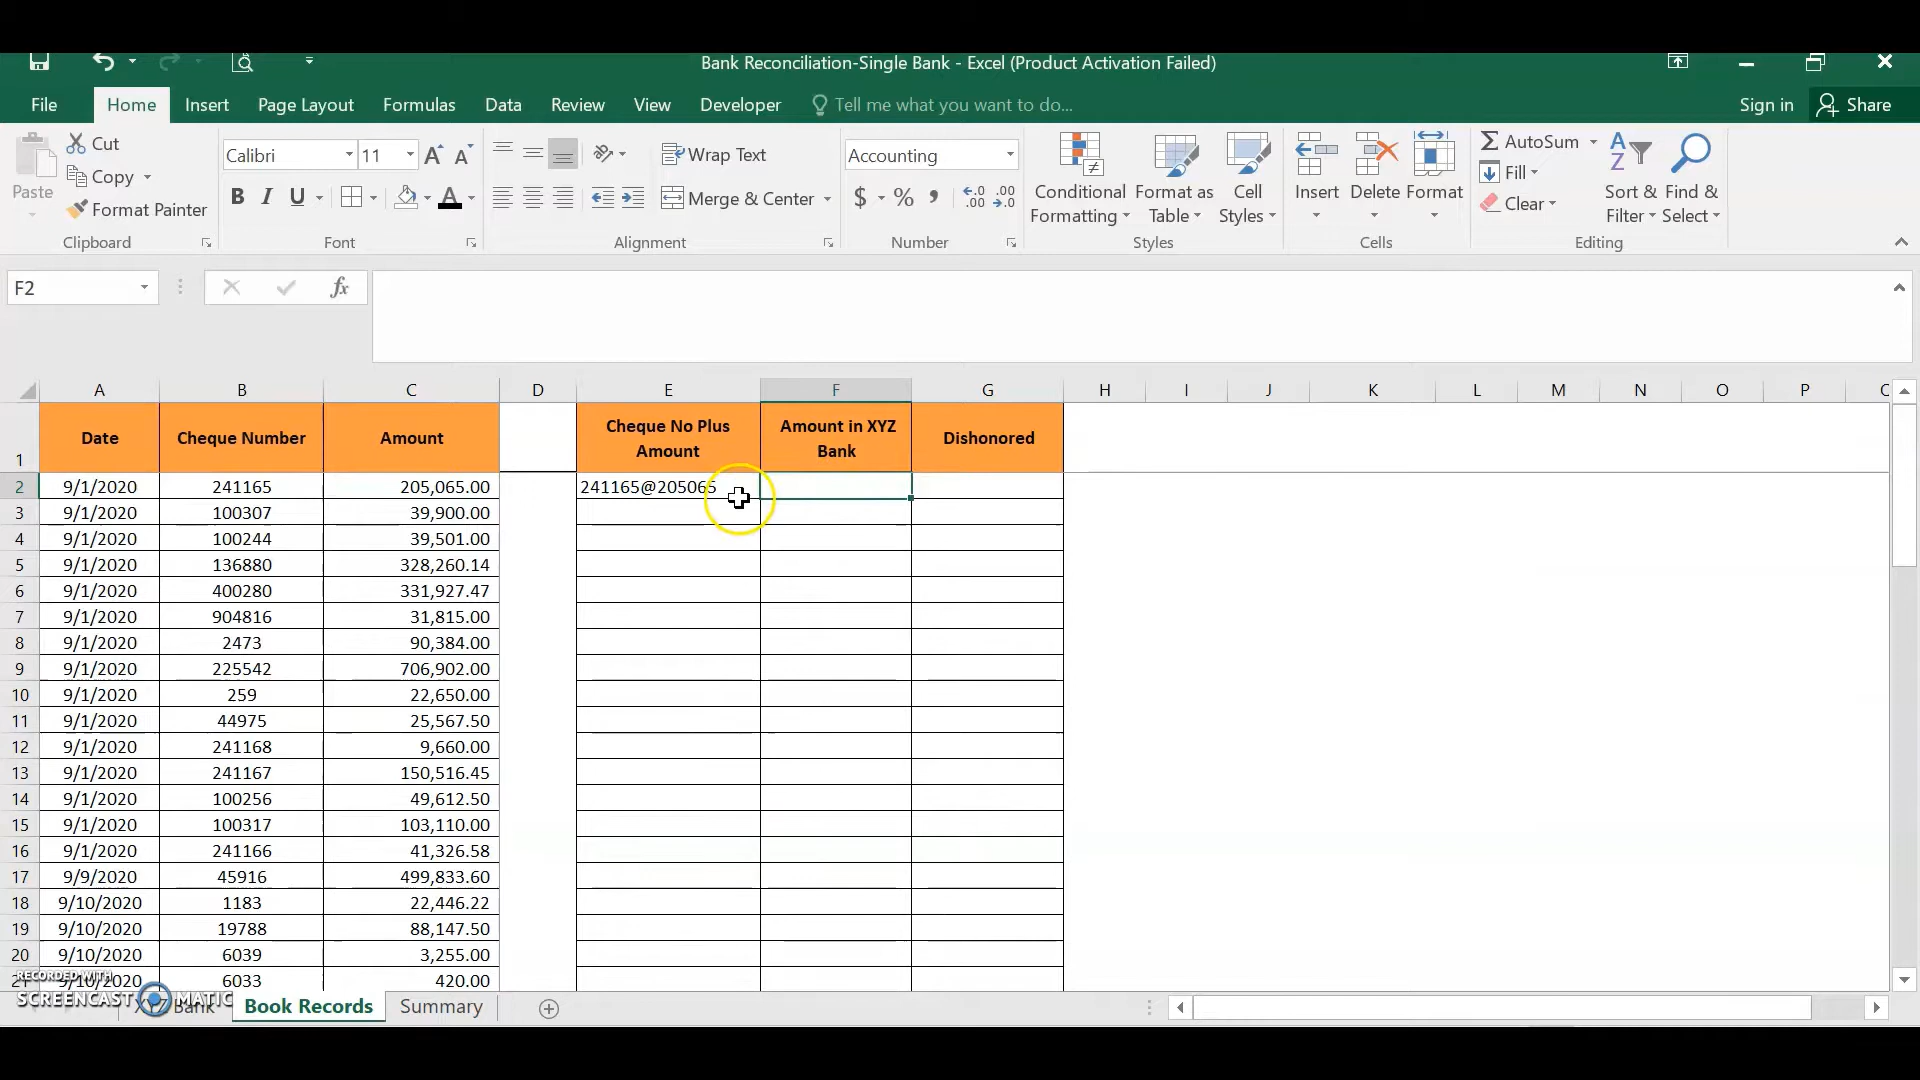 Bank Reconciliation-Single Bank - Excel (Product Activation Failed)
File Home Insert Page Layout Formulas Data Review View Developer Tell me what you want to do... Sign in Share
Paste
Cut
Copy
Format Painter
Clipboard
Calibri 11
B I U
Font
Wrap Text
Merge & Center
Alignment
Accounting
$ % ,
Number
Conditional Formatting
Format as Table
Cell Styles
Styles
Insert Delete Format
Cells
AutoSum
Fill
Clear
Sort & Filter
Find & Select
Editing
F2 fx
A B C D E F G H I J K L M N O P
1 Date Cheque Number Amount Cheque No Plus Amount Amount in XYZ Bank Dishonored
2 9/1/2020 241165 205,065.00 241165@205065
3 9/1/2020 100307 39,900.00
4 9/1/2020 100244 39,501.00
5 9/1/2020 136880 328,260.14
6 9/1/2020 400280 331,927.47
7 9/1/2020 904816 31,815.00
8 9/1/2020 2473 90,384.00
9 9/1/2020 225542 706,902.00
10 9/1/2020 259 22,650.00
11 9/1/2020 44975 25,567.50
12 9/1/2020 241168 9,660.00
13 9/1/2020 241167 150,516.45
14 9/1/2020 100256 49,612.50
15 9/1/2020 100317 103,110.00
16 9/1/2020 241166 41,326.58
17 9/9/2020 45916 499,833.60
18 9/10/2020 1183 22,446.22
19 9/10/2020 19788 88,147.50
20 9/10/2020 6039 3,255.00
21 9/10/2020 6033 420.00
RECORDED WITH
SCREENCAST MATIC
XYZ Bank Book Records Summary